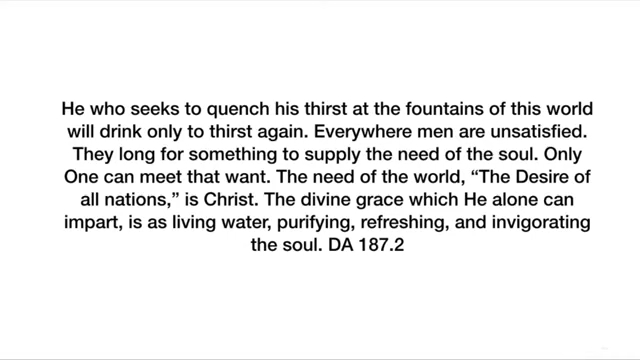 He who seeks to quench his thirst at the fountains of this world
will drink only to thirst again. Everywhere men are unsatisfied.
They long for something to supply the need of the soul. Only
One can meet that want. The need of the world, “The Desire of
all nations,” is Christ. The divine grace which He alone can
impart, is as living water, purifying, refreshing, and invigorating
the soul. DA 187.2